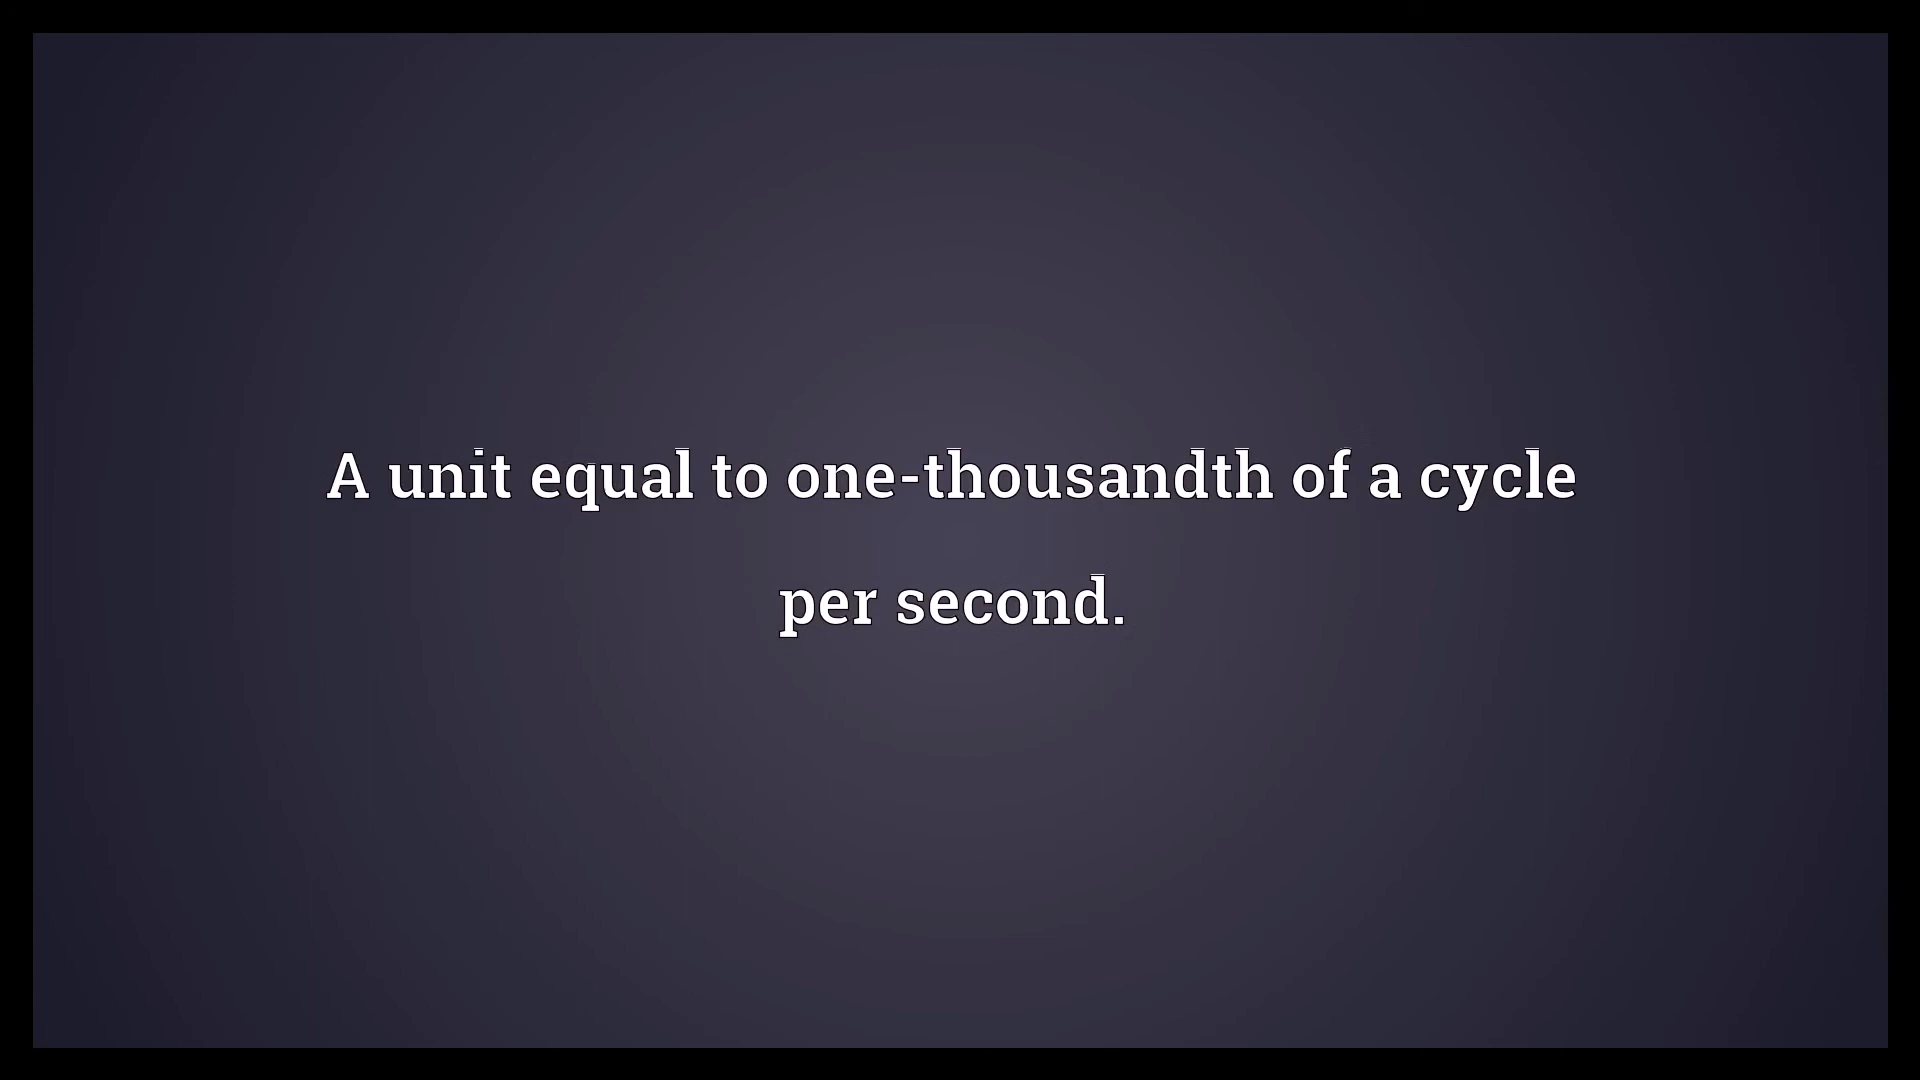 A unit equal to one-thousandth of a cycle
per second.